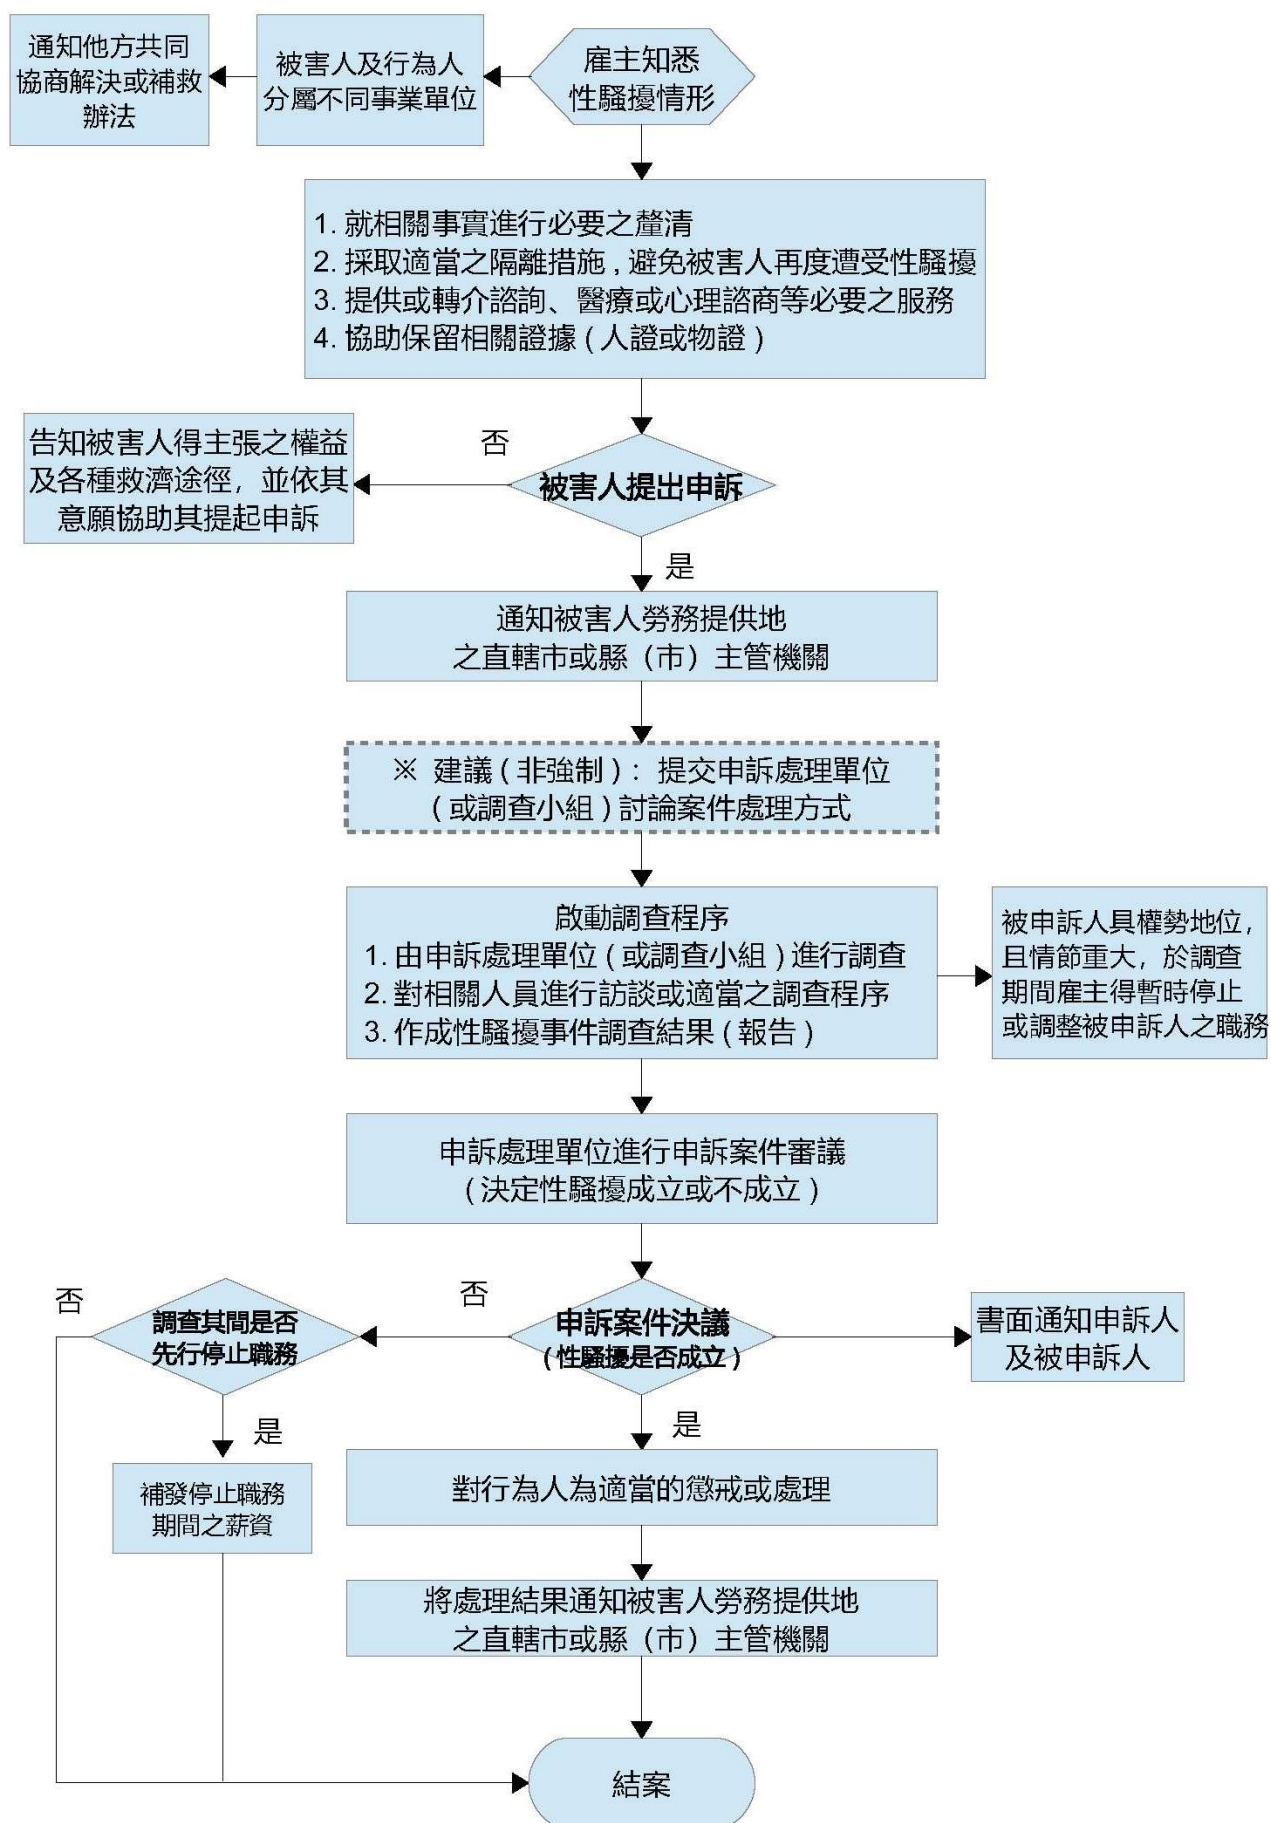 通知他方共同
協商解決或補救
辦法
被害人及行為人
分屬不同事業單位
雇主知悉
性騷擾情形
1. 就相關事實進行必要之釐清
2. 採取適當之隔離措施 , 避免被害人再度遭受性騷擾
3. 提供或轉介諮詢、醫療或心理諮商等必要之服務
4. 協助保留相關證據 ( 人證或物證 )
告知被害人得主張之權益
及各種救濟途徑，並依其
意願協助其提起申訴
否
被害人提出申訴
是
通知被害人勞務提供地
之直轄市或縣（市）主管機關
※ 建議 ( 非強制 ) : 提交申訴處理單位
( 或調查小組 ) 討論案件處理方式
啟動調查程序
1. 由申訴處理單位 ( 或調查小組 ) 進行調查
2. 對相關人員進行訪談或適當之調查程序
3. 作成性騷擾事件調查結果 ( 報告 )
被申訴人具權勢地位，
且情節重大，於調查
期間雇主得暫時停止
或調整被申訴人之職務
申訴處理單位進行申訴案件審議
( 決定性騷擾成立或不成立 )
否
調查其間是否
先行停止職務
否
申訴案件決議
( 性騷擾是否成立 )
書面通知申訴人
及被申訴人
是
是
補發停止職務
期間之薪資
對行為人為適當的懲戒或處理
將處理結果通知被害人勞務提供地
之直轄市或縣（市）主管機關
結案